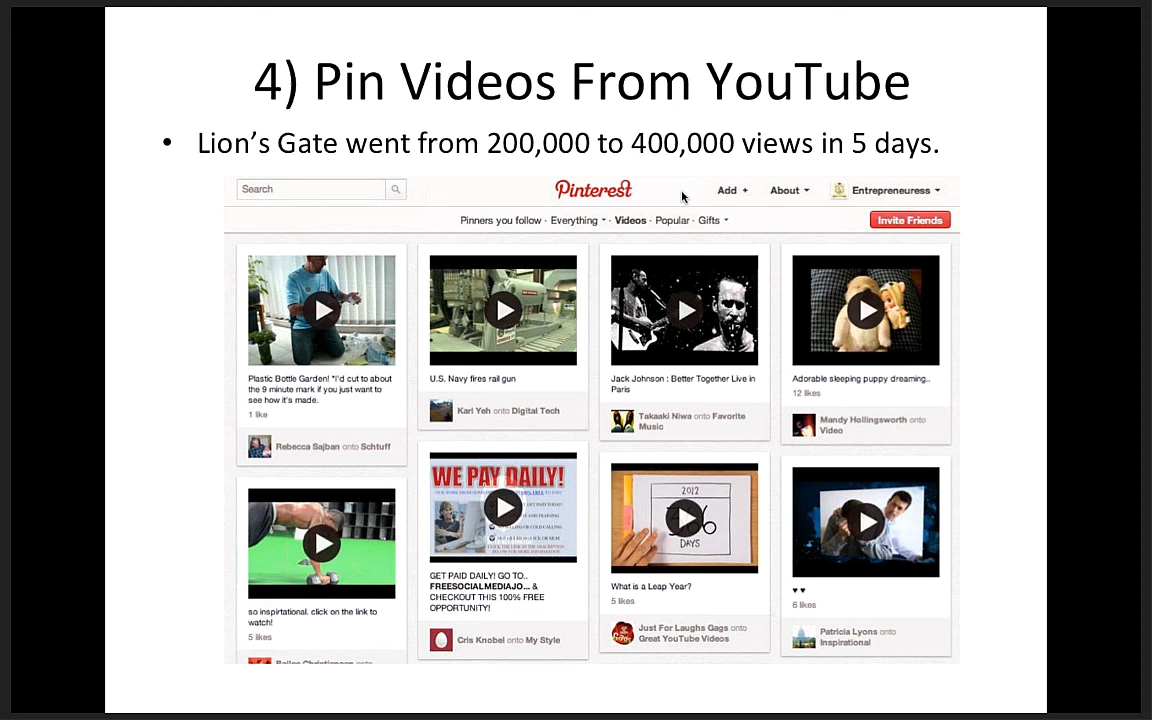 4) Pin Videos From YouTube
• Lion's Gate went from 200,000 to 400,000 views in 5 days.
Search
Pinterest
Add +
About
Entrepreneuress
Pinners you follow · Everything · Videos · Popular · Gifts
Invite Friends
Plastic Bottle Garden! *I'd cut to about
the 9 minute mark if you just want to
see how it's made.
1 like
Rebecca Sajban onto Schtuff
so inspirtational. click on the link to
watch!
5 likes
U.S. Navy fires rail gun
Karl Yeh onto Digital Tech
WE PAY DAILY!
GET PAID DAILY! GO TO..
FREESOCIALMEDIAJO... &
CHECKOUT THIS 100% FREE
OPPORTUNITY!
Cris Knobel onto My Style
Jack Johnson : Better Together Live in
Paris
Takaaki Niwa onto Favorite
Music
2012
DAYS
What is a Leap Year?
5 likes
Just For Laughs Gags onto
Great YouTube Videos
Adorable sleeping puppy dreaming..
12 likes
Mandy Hollingsworth onto
Video
♥ ♥
6 likes
Patricia Lyons onto
Inspirational